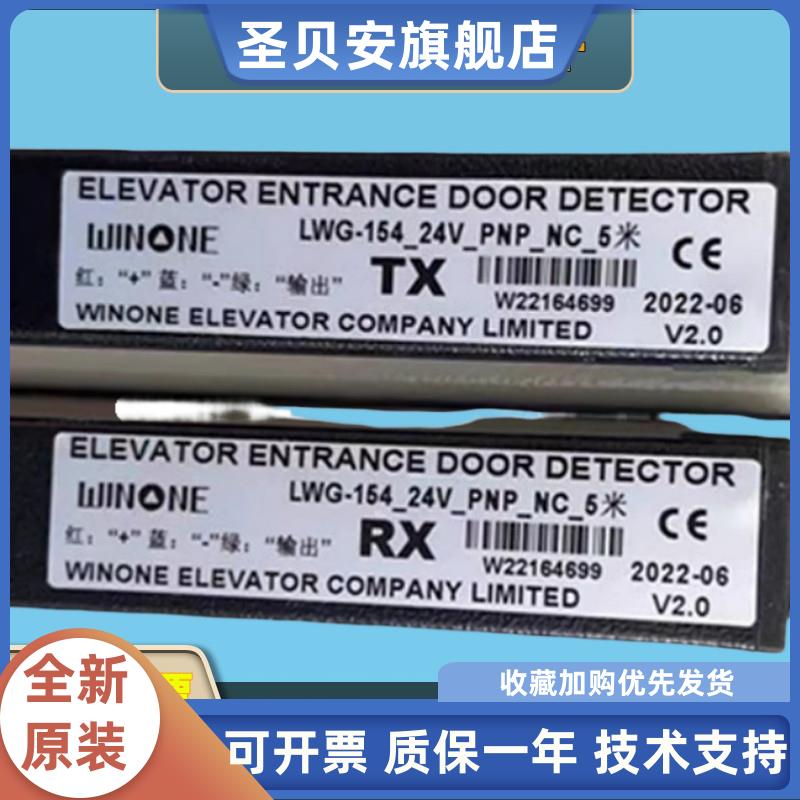 圣贝安旗舰店
ELEVATOR ENTRANCE DOOR DETECTOR
WINONE
LWG-154_24V_PNP_NC_5米
CE
红：“+”蓝：“-”绿：“输出”
TX
W22164699
2022-06
WINONE ELEVATOR COMPANY LIMITED
V2.0
ELEVATOR ENTRANCE DOOR DETECTOR
WINONE
LWG-154_24V_PNP_NC_5米
CE
红：“+”蓝：“-”绿：“输出”
RX
W22164699
2022-06
WINONE ELEVATOR COMPANY LIMITED
V2.0
收藏加购优先发货
全新
原装
票
可开票 质保一年 技术支持